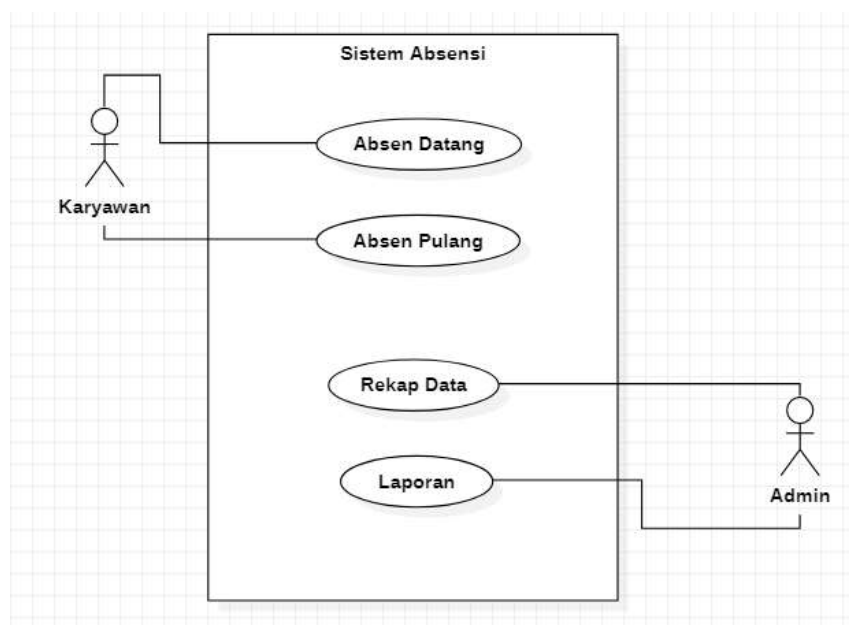 Sistem Absensi
Absen Datang
Karyawan
Absen Pulang
Rekap Data
Laporan
Admin